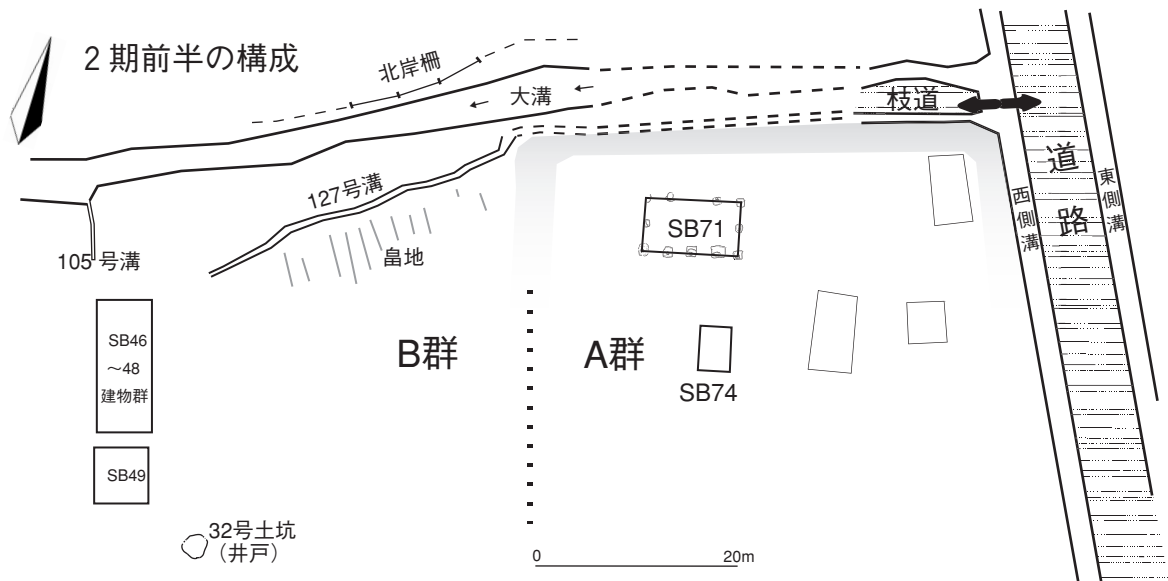 2期前半の構成
北岸柵
大溝
枝道
道路
西側溝
東側溝
127号溝
畠地
105号溝
SB71
SB46
～48
建物群
B群
A群
SB74
SB49
32号土坑
（井戸）
0 20m